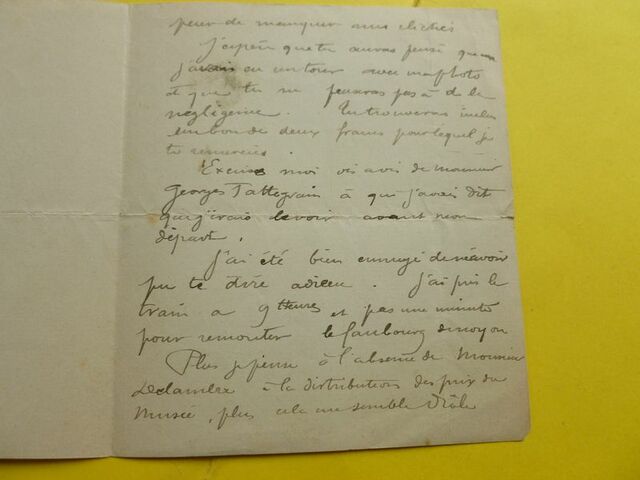 peur de manquer mes clichés
J'espère que tu auras pensé que
j'avais eu un tour avec ma photo
et que tu ne penseras pas à de la
negligence. Tu trouveras inclus
un bon de deux francs pour lequel je
te remercie.
Excuse moi vis avis de monsieur
Georges Tattegrain à qui j'avais dit
que j'irais le voir avant mon
départ.
J'ai été bien ennuyé de n'avoir
pu te dire adieu. J'ai pris le
train a 9 heures et pas une minute
pour remonter le faubourg de noyon
Plus je pense à l'absence de Monsieur
Delambre à la distribution des prix du
Musée, plus cela me semble drôle